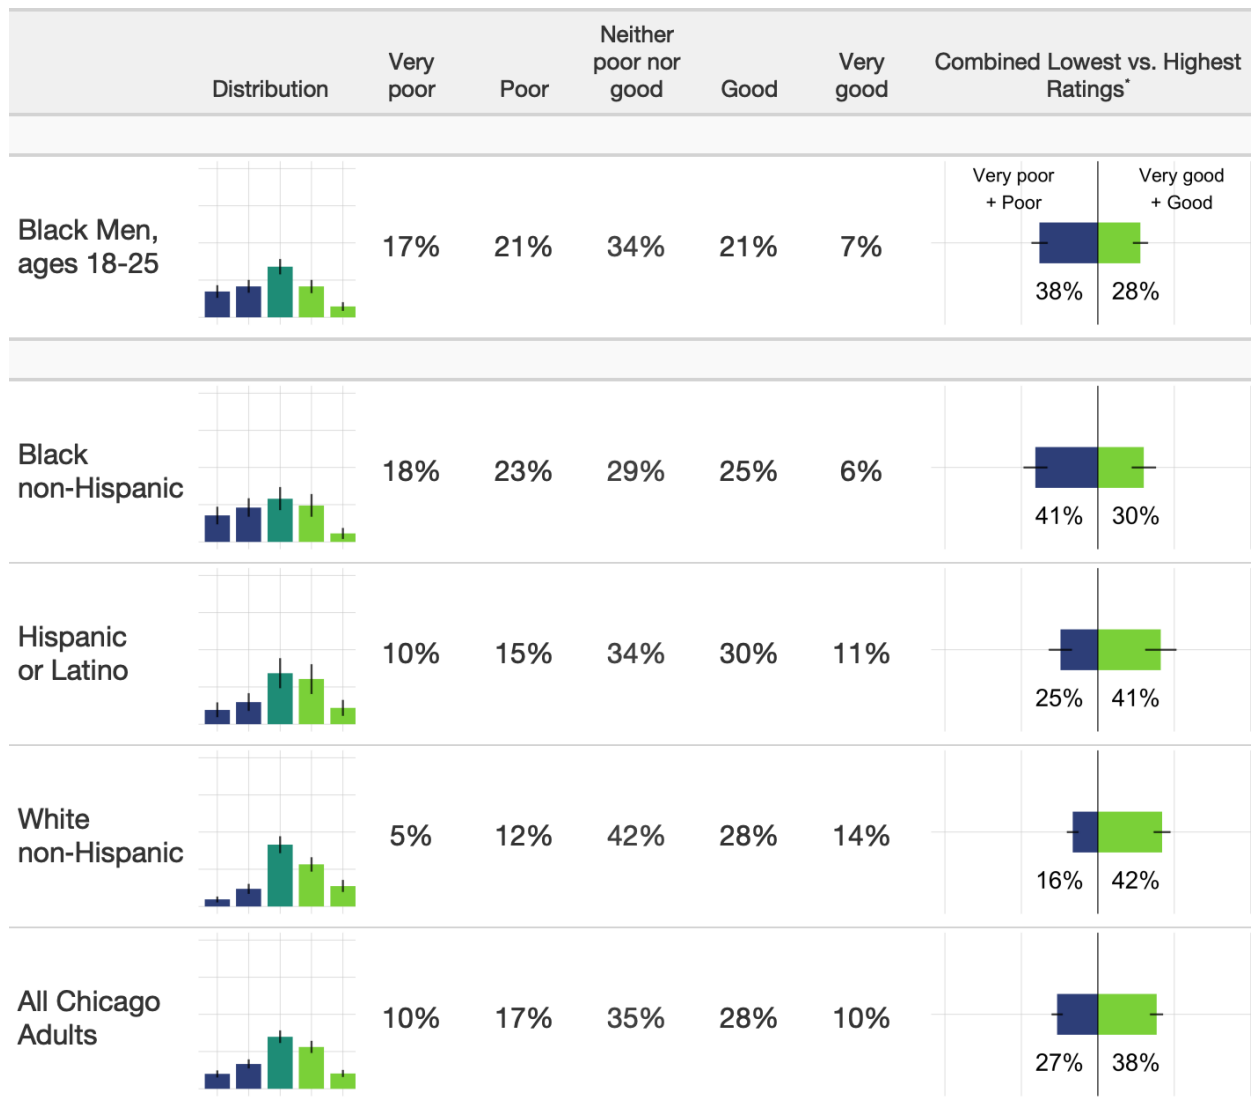 Distribution
Very
poor
Poor
Neither
poor nor
good
Good
Very
good
Combined Lowest vs. Highest
Ratings*
Black Men,
ages 18-25
17%
21%
34%
21%
7%
Very poor
+ Poor
Very good
+ Good
38%
28%
Black
non-Hispanic
18%
23%
29%
25%
6%
41%
30%
Hispanic
or Latino
10%
15%
34%
30%
11%
25%
41%
White
non-Hispanic
5%
12%
42%
28%
14%
16%
42%
All Chicago
Adults
10%
17%
35%
28%
10%
27%
38%